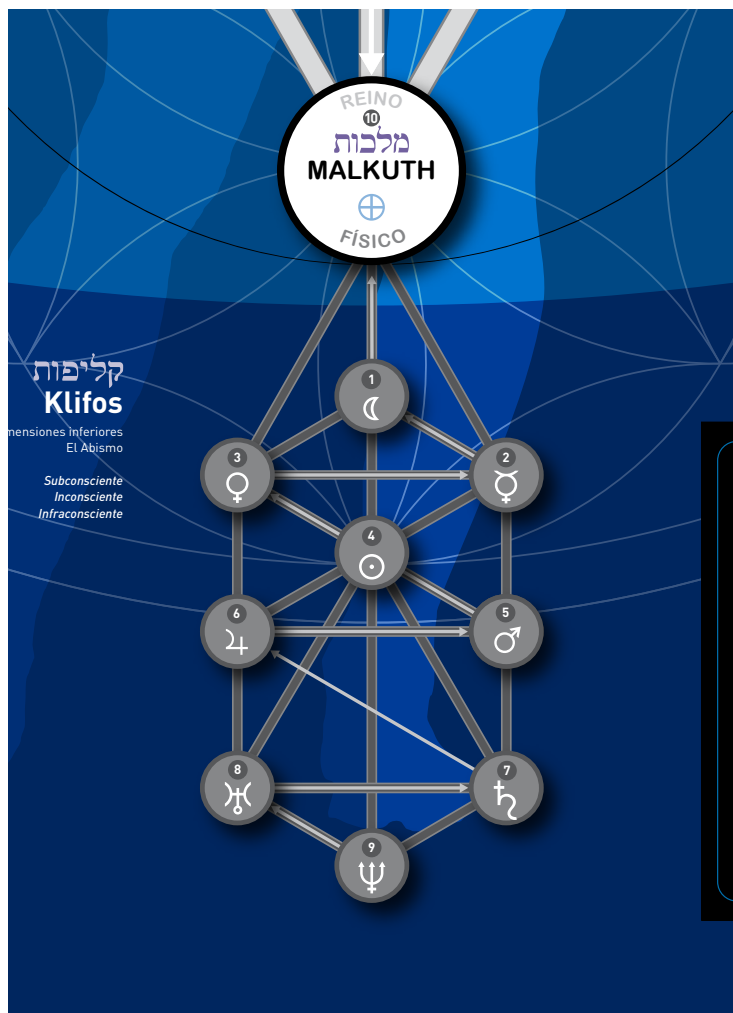 REINO
10
מלכות
MALKUTH
FÍSICO
קליפות
Klifos
mensiones inferiores
El Abismo
Subconsciente
Inconsciente
Infraconsciente
1
3
2
4
6
5
8
7
9